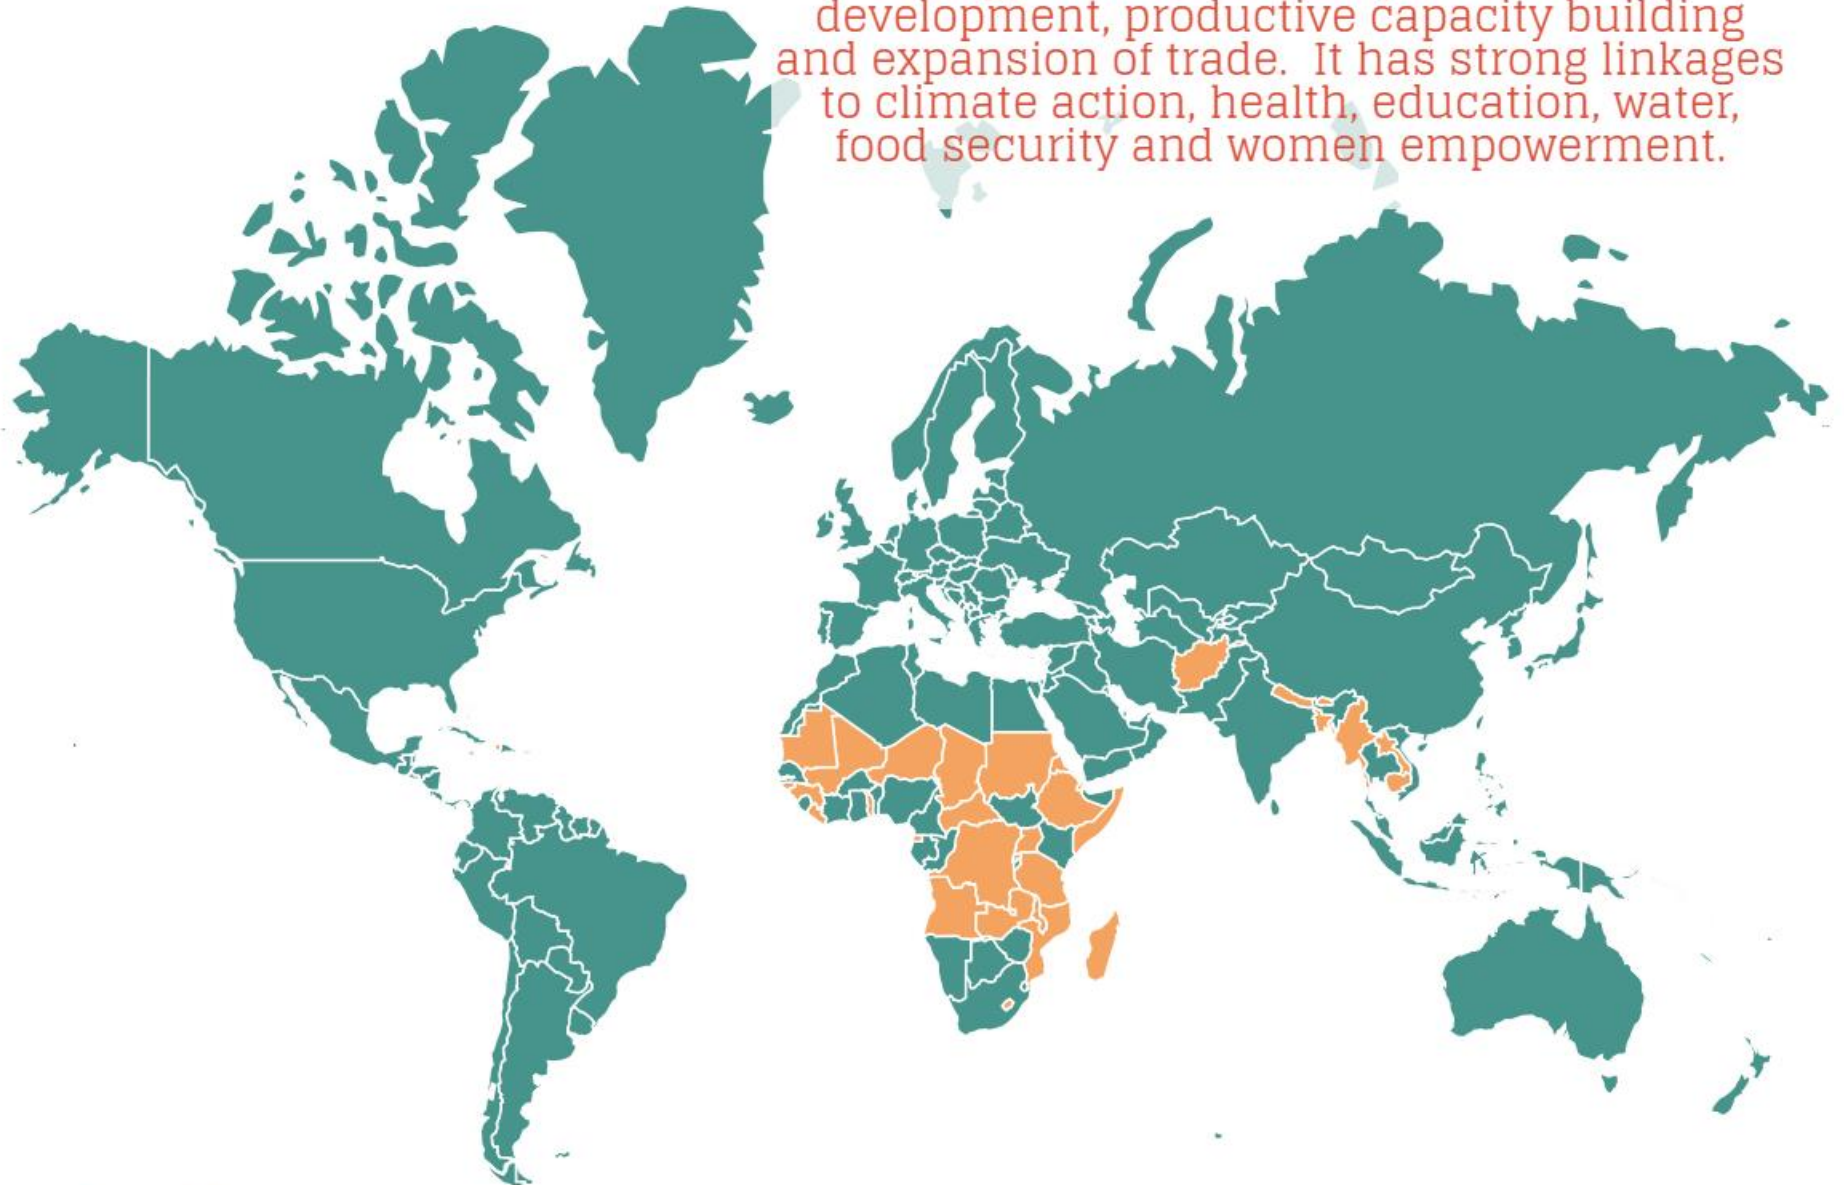 development, productive capacity building
and expansion of trade. It has strong linkages
to climate action, health, education, water,
food security and women empowerment.